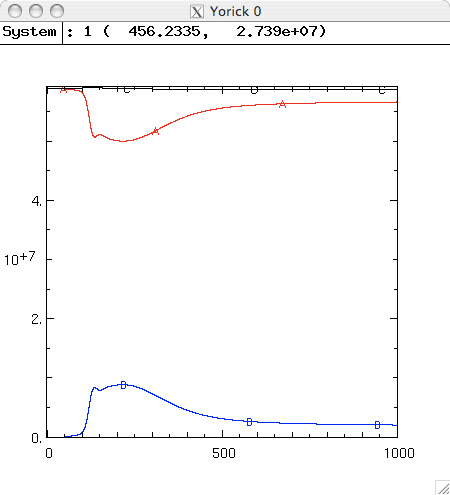 Yorick 0
System : 1 ( 456.2335, 2.739e+07)
A C D C
A A
4.
10+7
2.
B
B B
0.
0 500 1000